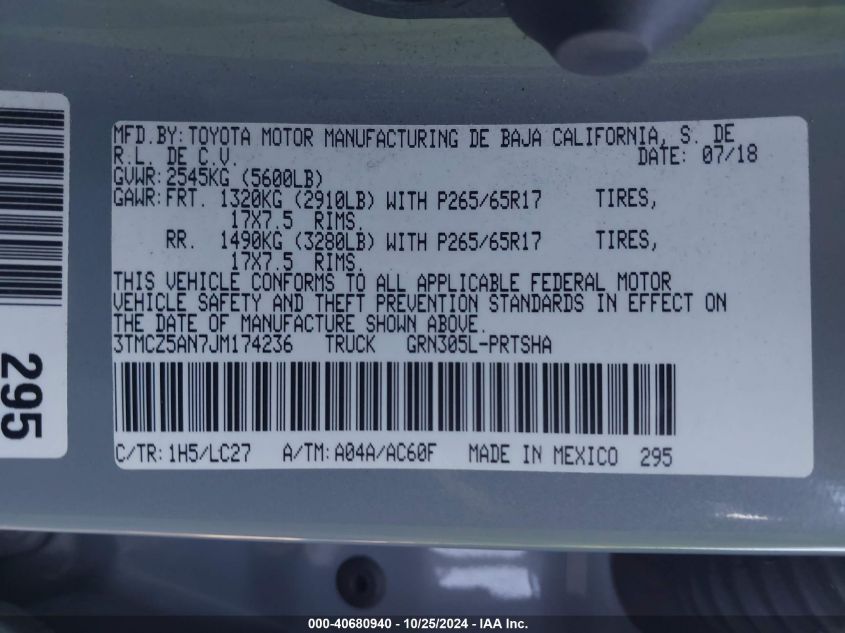 MFD.BY: TOYOTA MOTOR MANUFACTURING DE BAJA CALIFORNIA, S. DE
R.L. DE C.V. DATE: 07/18
GVWR: 2545KG (5600LB)
GAWR: FRT. 1320KG (2910LB) WITH P265/65R17 TIRES,
17X7.5 RIMS.
RR. 1490KG (3280LB) WITH P265/65R17 TIRES,
17X7.5 RIMS.
THIS VEHICLE CONFORMS TO ALL APPLICABLE FEDERAL MOTOR
VEHICLE SAFETY AND THEFT PREVENTION STANDARDS IN EFFECT ON
THE DATE OF MANUFACTURE SHOWN ABOVE.
3TMCZ5AN7JM174236 TRUCK GRN305L-PRTSHA
C/TR: 1H5/LC27 A/TM: A04A/AC60F MADE IN MEXICO 295
295
000-40680940 - 10/25/2024 - IAA Inc.